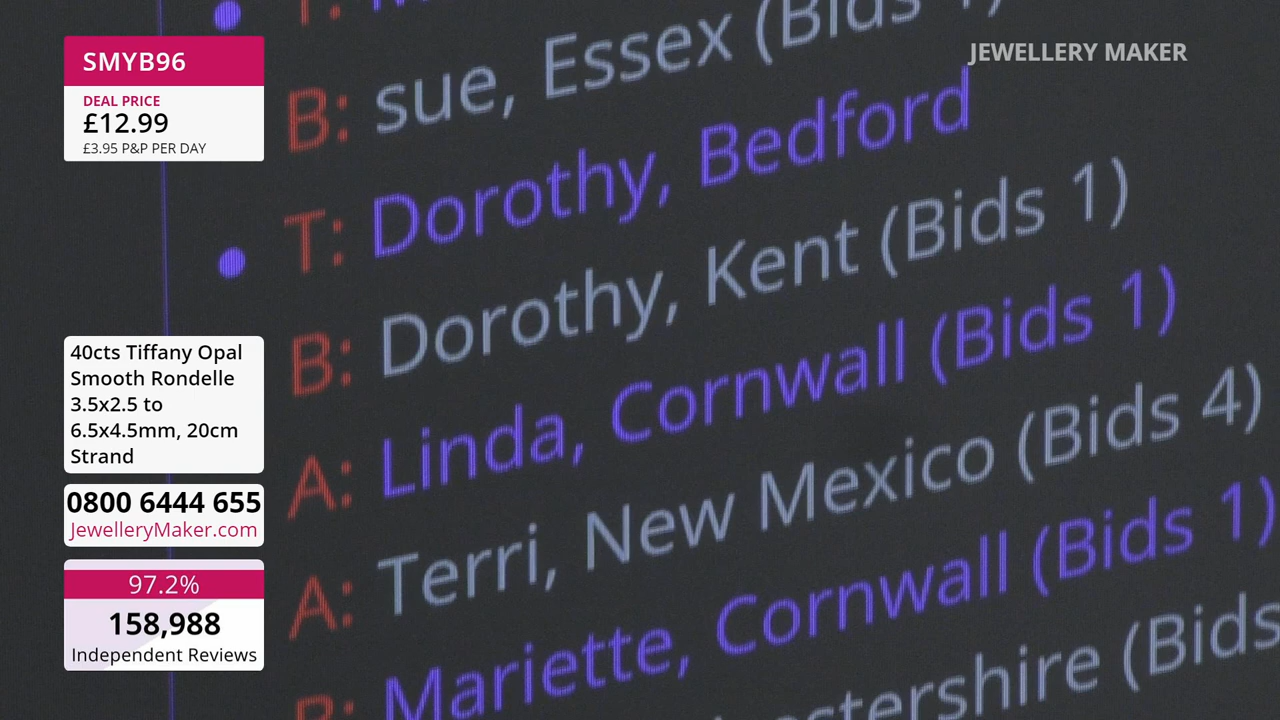 SMYB96
DEAL PRICE
£12.99
£3.95 P&P PER DAY
40cts Tiffany Opal
Smooth Rondelle
3.5x2.5 to
6.5x4.5mm, 20cm
Strand
0800 6444 655
JewelleryMaker.com
97.2%
158,988
Independent Reviews
JEWELLERY MAKER
T:
B: sue, Essex (Bids 1)
T: Dorothy, Bedford
B: Dorothy, Kent (Bids 1)
A: Linda, Cornwall (Bids 1)
A: Terri, New Mexico (Bids 4)
B: Mariette, Cornwall (Bids 1)
(Bids